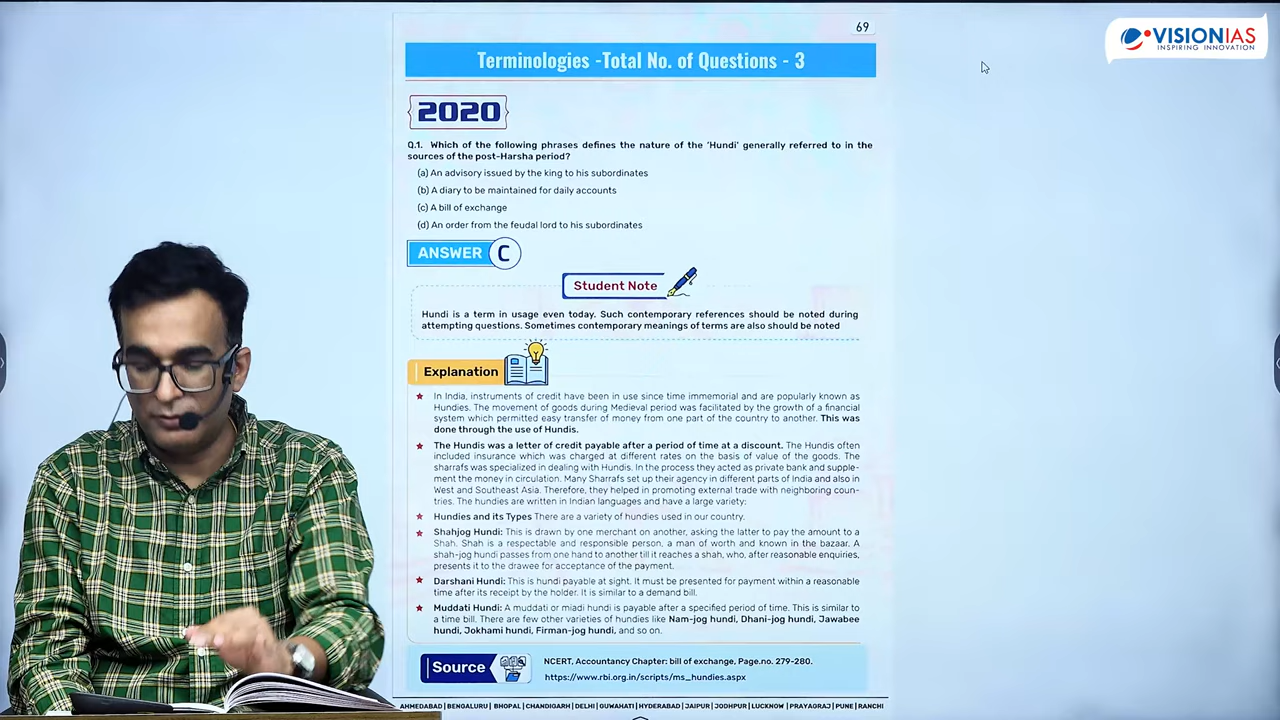 69
VISIONIAS
INSPIRING INNOVATION
Terminologies -Total No. of Questions - 3
2020
Q.1. Which of the following phrases defines the nature of the 'Hundi' generally referred to in the
sources of the post-Harsha period?
(a) An advisory issued by the king to his subordinates
(b) A diary to be maintained for daily accounts
(c) A bill of exchange
(d) An order from the feudal lord to his subordinates
ANSWER C
Student Note
Hundi is a term in usage even today. Such contemporary references should be noted during
attempting questions. Sometimes contemporary meanings of terms are also should be noted
Explanation
In India, instruments of credit have been in use since time immemorial and are popularly known as
Hundies. The movement of goods during Medieval period was facilitated by the growth of a financial
system which permitted easy transfer of money from one part of the country to another. This was
done through the use of Hundis.
The Hundis was a letter of credit payable after a period of time at a discount. The Hundis often
included insurance which was charged at different rates on the basis of value of the goods. The
sharrafs was specialized in dealing with Hundis. In the process they acted as private bank and supple-
ment the money in circulation. Many Sharrafs set up their agency in different parts of India and also in
West and Southeast Asia. Therefore, they helped in promoting external trade with neighboring coun-
tries. The hundies are written in Indian languages and have a large variety:
Hundies and its Types There are a variety of hundies used in our country.
Shahjog Hundi: This is drawn by one merchant on another, asking the latter to pay the amount to a
Shah. Shah is a respectable and responsible person, a man of worth and known in the bazaar. A
shah-jog hundi passes from one hand to another till it reaches a shah, who, after reasonable enquiries,
presents it to the drawee for acceptance of the payment.
Darshani Hundi: This is hundi payable at sight. It must be presented for payment within a reasonable
time after its receipt by the holder. It is similar to a demand bill.
Muddati Hundi: A muddati or miadi hundi is payable after a specified period of time. This is similar to
a time bill. There are few other varieties of hundies like Nam-jog hundi, Dhani-jog hundi, Jawabee
hundi, Jokhami hundi, Firman-jog hundi, and so on.
Source
NCERT, Accountancy Chapter: bill of exchange, Page.no. 279-280.
https://www.rbi.org.in/scripts/ms_hundies.aspx
AHMEDABAD | BENGALURU | BHOPAL | CHANDIGARH | DELHI | GUWAHATI | HYDERABAD | JAIPUR | JODHPUR | LUCKNOW | PRAYAGRAJ | PUNE | RANCHI